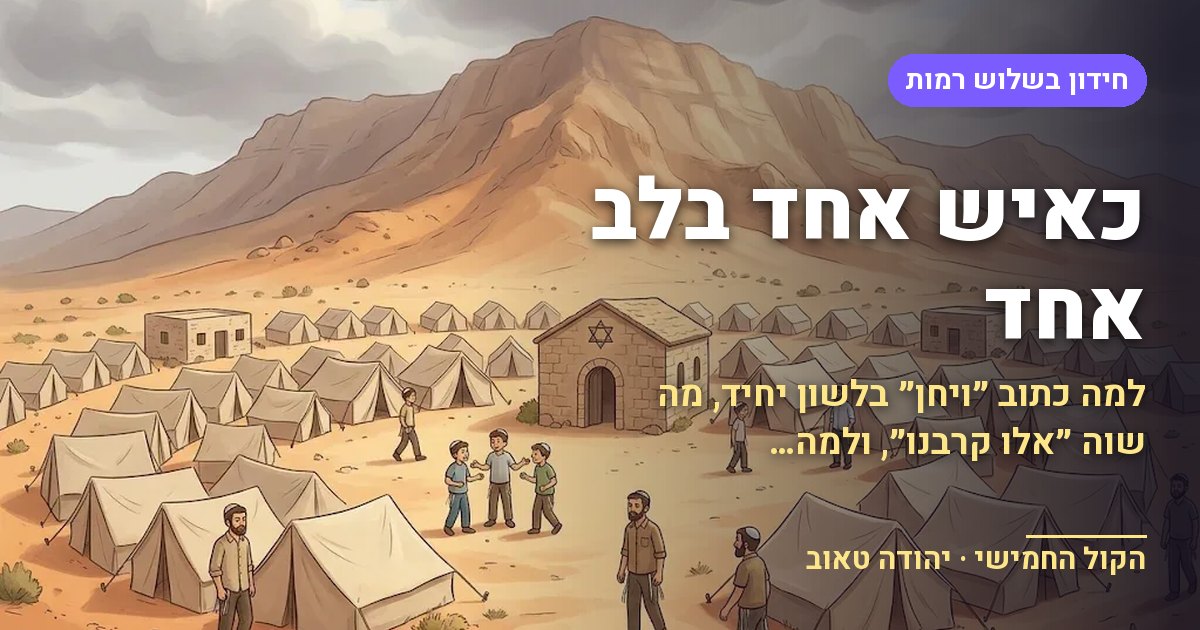 חידון בשלוש רמות
כאיש אחד בלב
אחד
למה כתוב ״ויחן״ בלשון יחיד, מה
שוה ״אלו קרבנו״, ולמה...
הקול החמישי · יהודה טאוב